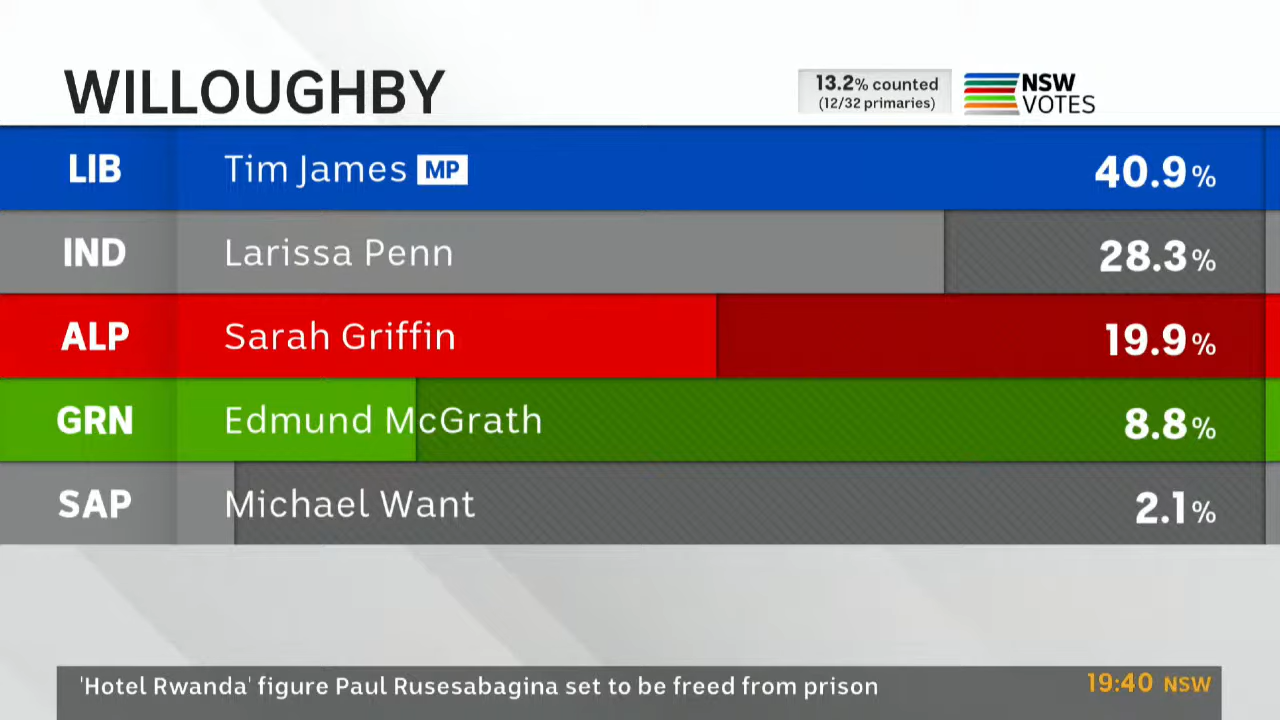 WILLOUGHBY
13.2% counted
(12/32 primaries)
NSW
VOTES
LIB Tim James MP 40.9%
IND Larissa Penn 28.3%
ALP Sarah Griffin 19.9%
GRN Edmund McGrath 8.8%
SAP Michael Want 2.1%
'Hotel Rwanda' figure Paul Rusesabagina set to be freed from prison 19:40 NSW